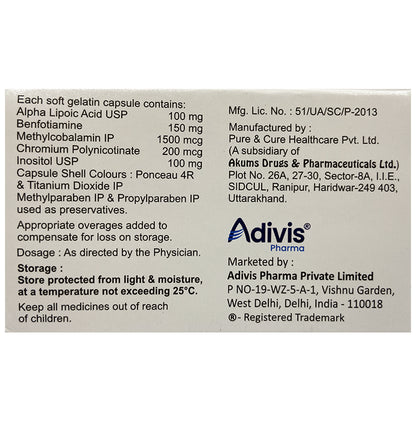 Each soft gelatin capsule contains:
Alpha Lipoic Acid USP 100 mg
Benfotiamine 150 mg
Methylcobalamin IP 1500 mcg
Chromium Polynicotinate 200 mcg
Inositol USP 100 mg
Capsule Shell Colours : Ponceau 4R
& Titanium Dioxide IP
Methylparaben IP & Propylparaben IP
used as preservatives.
Appropriate overages added to
compensate for loss on storage.
Dosage : As directed by the Physician.
Storage :
Store protected from light & moisture,
at a temperature not exceeding 25°C.
Keep all medicines out of reach
of children.
Mfg. Lic. No. : 51/UA/SC/P-2013
Manufactured by :
Pure & Cure Healthcare Pvt. Ltd.
(A subsidiary of
Akums Drugs & Pharmaceuticals Ltd.)
Plot No. 26A, 27-30, Sector-8A, I.I.E.,
SIDCUL, Ranipur, Haridwar-249 403,
Uttarakhand.
Adivis®
Pharma
Marketed by :
Adivis Pharma Private Limited
P NO-19-WZ-5-A-1, Vishnu Garden,
West Delhi, Delhi, India - 110018
®- Registered Trademark